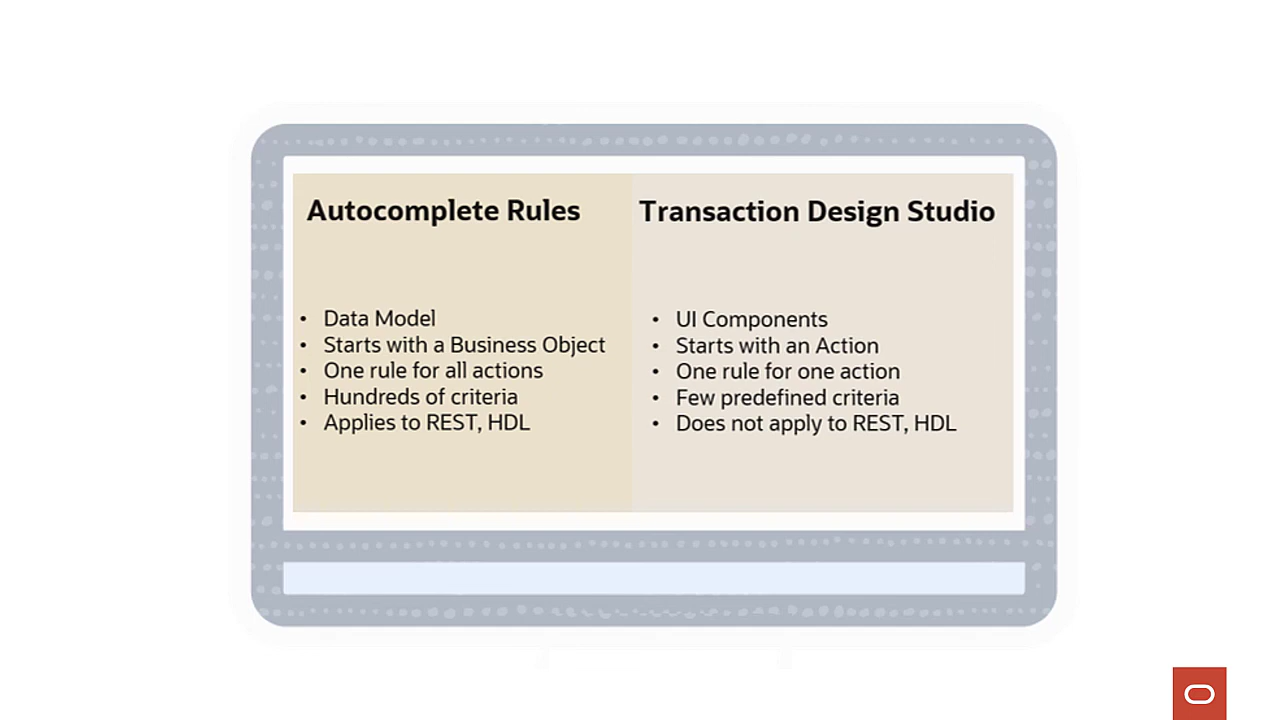 Autocomplete Rules
• Data Model
• Starts with a Business Object
• One rule for all actions
• Hundreds of criteria
• Applies to REST, HDL
Transaction Design Studio
• UI Components
• Starts with an Action
• One rule for one action
• Few predefined criteria
• Does not apply to REST, HDL